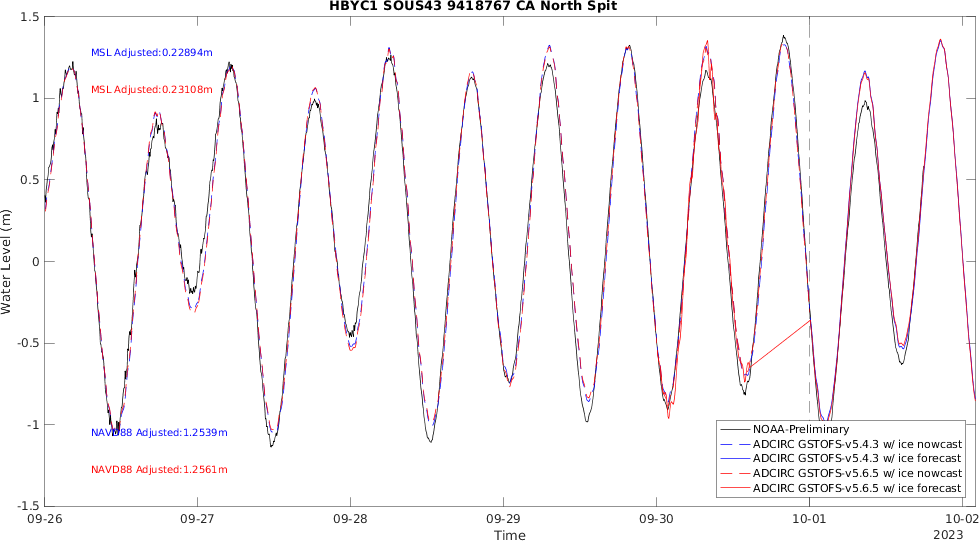 HBYC1 SOUS43 9418767 CA North Spit
1.5
MSL Adjusted:0.22894m
MSL Adjusted:0.23108m
1
0.5
Water Level (m)
0
-0.5
-1
NAVD88 Adjusted:1.2539m
NAVD88 Adjusted:1.2561m
-1.5
NOAA-Preliminary
ADCIRC GSTOFS-v5.4.3 w/ ice nowcast
ADCIRC GSTOFS-v5.4.3 w/ ice forecast
ADCIRC GSTOFS-v5.6.5 w/ ice nowcast
ADCIRC GSTOFS-v5.6.5 w/ ice forecast
09-26 09-27 09-28 09-29 09-30 10-01 10-02
Time
2023